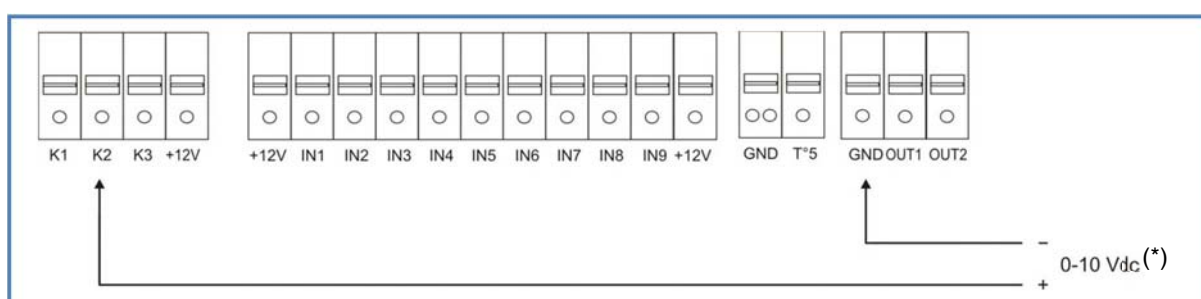 K1 K2 K3 +12V +12V IN1 IN2 IN3 IN4 IN5 IN6 IN7 IN8 IN9 +12V GND T°5 GND OUT1 OUT2
–
0-10 Vdc (*)
+